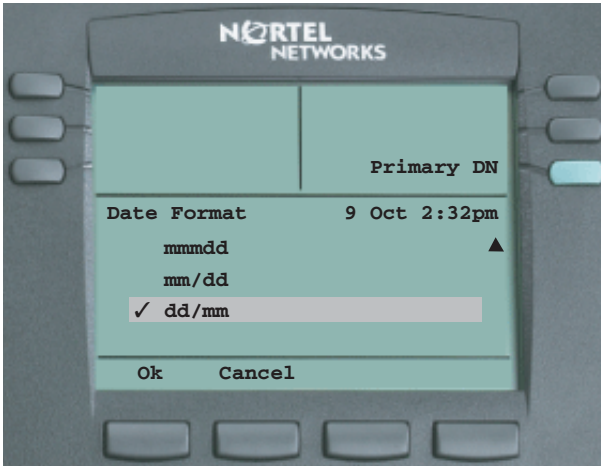 NORTEL
NETWORKS
Primary DN
Date Format 9 Oct 2:32pm
mmmdd
mm/dd
✓ dd/mm
Ok Cancel